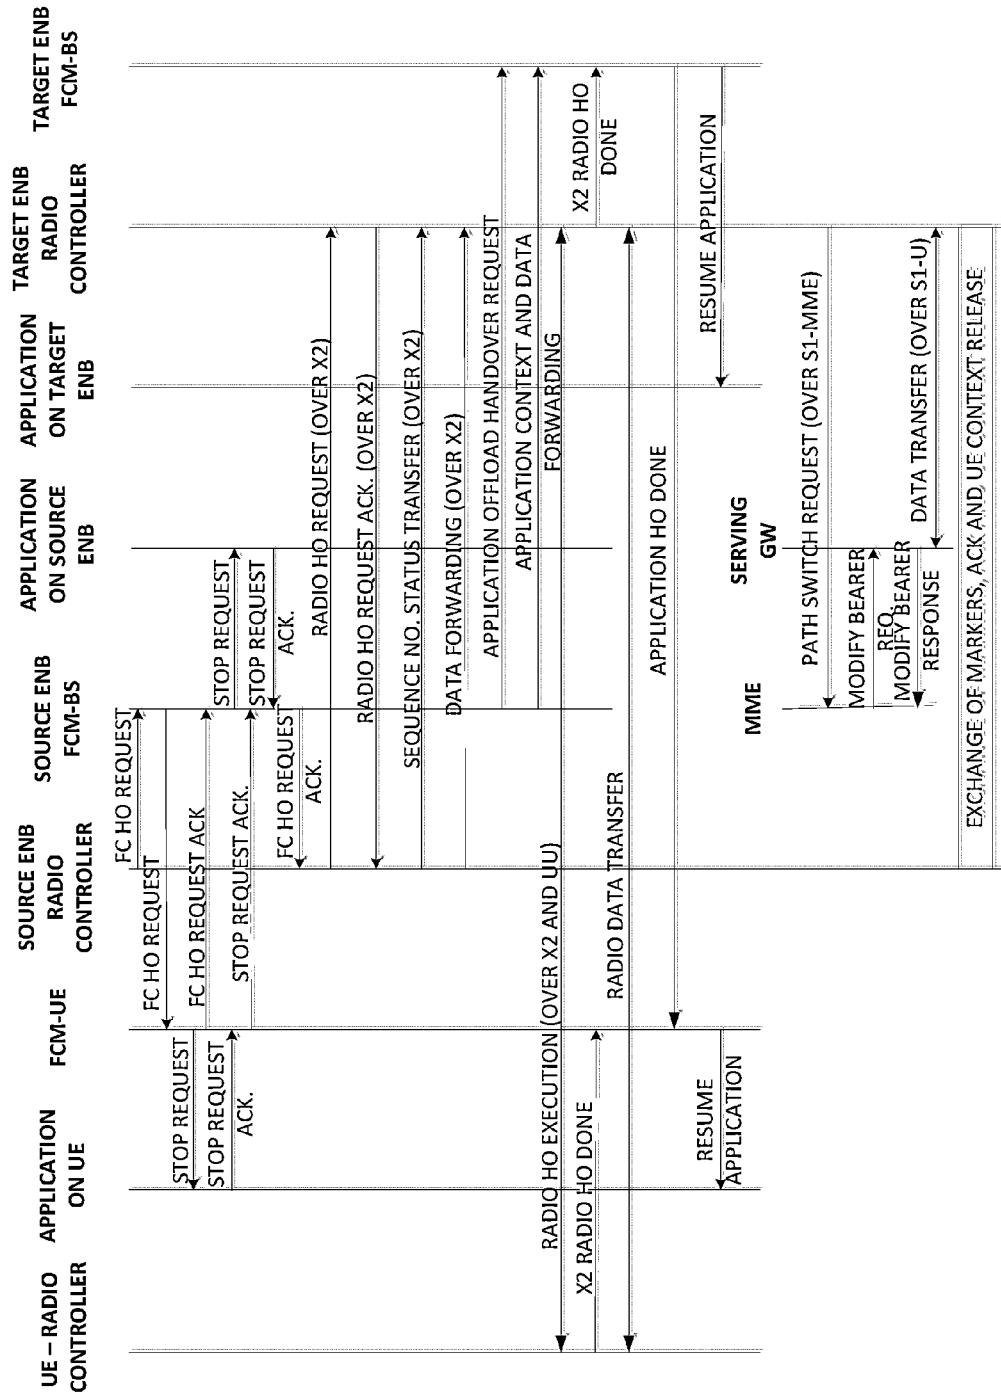 UE – RADIO
CONTROLLER
APPLICATION
ON UE
FCM-UE
SOURCE ENB
RADIO
CONTROLLER
SOURCE ENB
FCM-BS
APPLICATION
ON SOURCE
ENB
APPLICATION
ON TARGET
ENB
TARGET ENB
RADIO
CONTROLLER
TARGET ENB
FCM-BS
FC HO REQUEST
FC HO REQUEST
STOP REQUEST
FC HO REQUEST ACK
STOP REQUEST
ACK.
STOP REQUEST
STOP REQUEST ACK.
STOP REQUEST
ACK.
FC HO REQUEST
ACK.
RADIO HO REQUEST (OVER X2)
RADIO HO REQUEST ACK. (OVER X2)
SEQUENCE NO. STATUS TRANSFER (OVER X2)
DATA FORWARDING (OVER X2)
APPLICATION OFFLOAD HANDOVER REQUEST
APPLICATION CONTEXT AND DATA
FORWARDING
RADIO HO EXECUTION (OVER X2 AND UU)
X2 RADIO HO DONE
X2 RADIO HO
DONE
RADIO DATA TRANSFER
APPLICATION HO DONE
RESUME
APPLICATION
RESUME APPLICATION
MME
SERVING
GW
PATH SWITCH REQUEST (OVER S1-MME)
MODIFY BEARER
REQ.
MODIFY BEARER
RESPONSE
DATA TRANSFER (OVER S1-U)
EXCHANGE OF MARKERS, ACK AND UE CONTEXT RELEASE